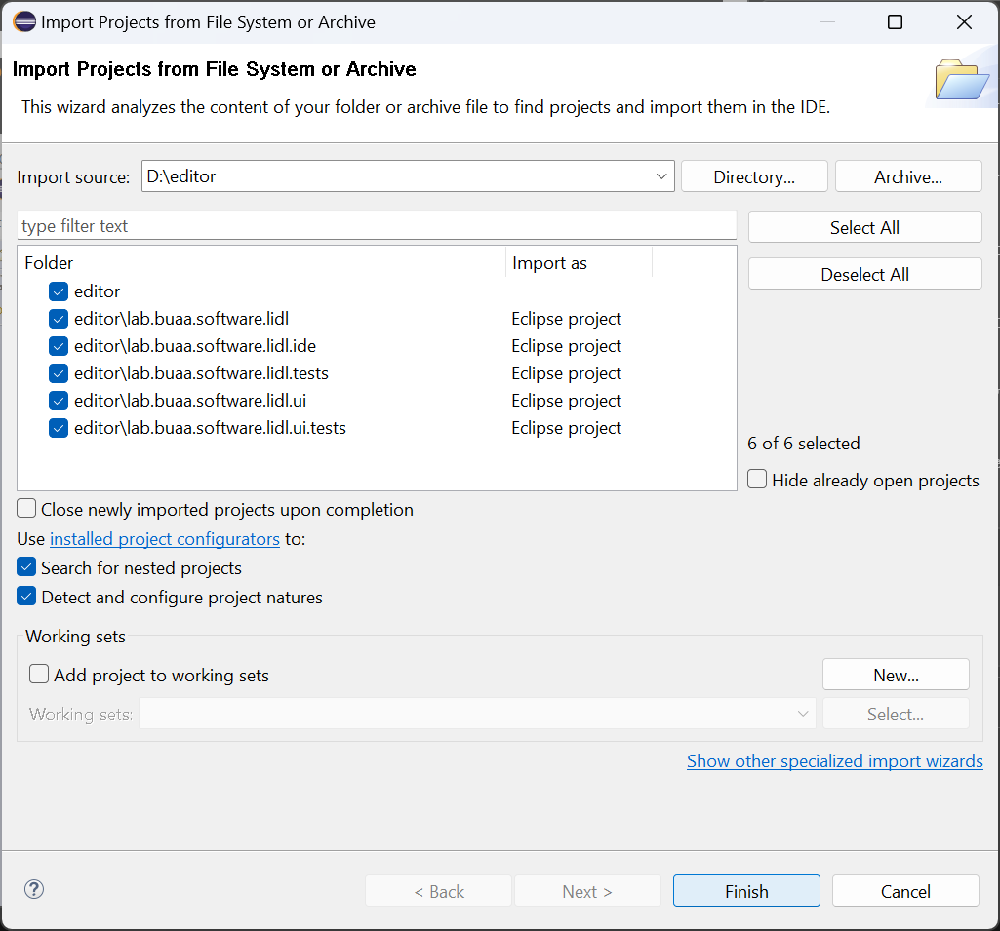 Import Projects from File System or Archive
Import Projects from File System or Archive
This wizard analyzes the content of your folder or archive file to find projects and import them in the IDE.
Import source: D:\editor Directory... Archive...
type filter text Select All
Folder Import as Deselect All
editor
editor\lab.buaa.software.lidl Eclipse project
editor\lab.buaa.software.lidl.ide Eclipse project
editor\lab.buaa.software.lidl.tests Eclipse project
editor\lab.buaa.software.lidl.ui Eclipse project
editor\lab.buaa.software.lidl.ui.tests Eclipse project
6 of 6 selected
Hide already open projects
Close newly imported projects upon completion
Use installed project configurators to:
Search for nested projects
Detect and configure project natures
Working sets
Add project to working sets New...
Working sets: Select...
Show other specialized import wizards
? < Back Next > Finish Cancel